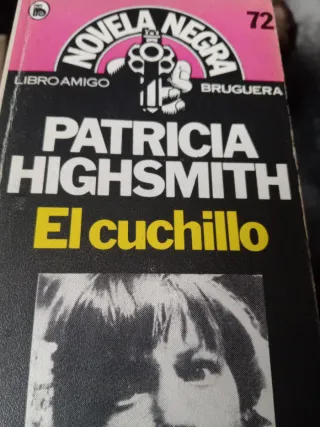 72
NOVELA NEGRA
LIBRO AMIGO
BRUGUERA
PATRICIA
HIGHSMITH
El cuchillo